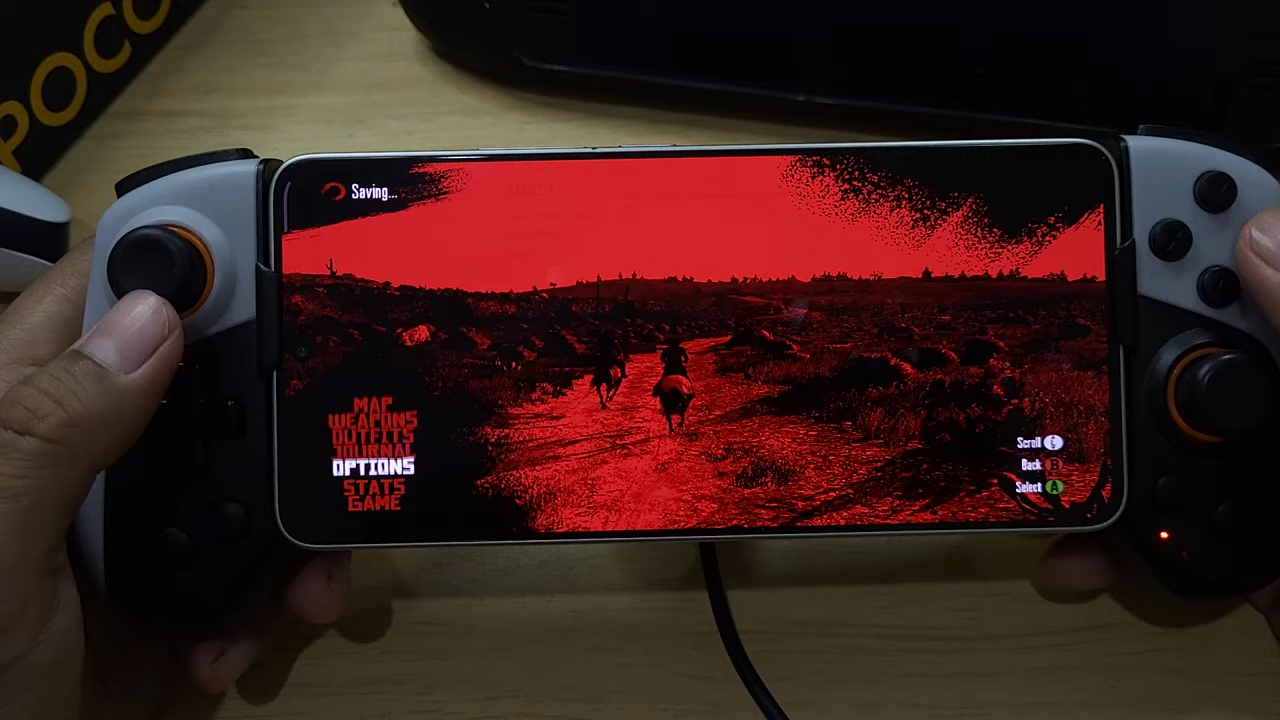 POCO
Saving...
MAP
WEAPONS
OUTFITS
JOURNAL
OPTIONS
STATS
GAME
Scroll
Back B
Select A